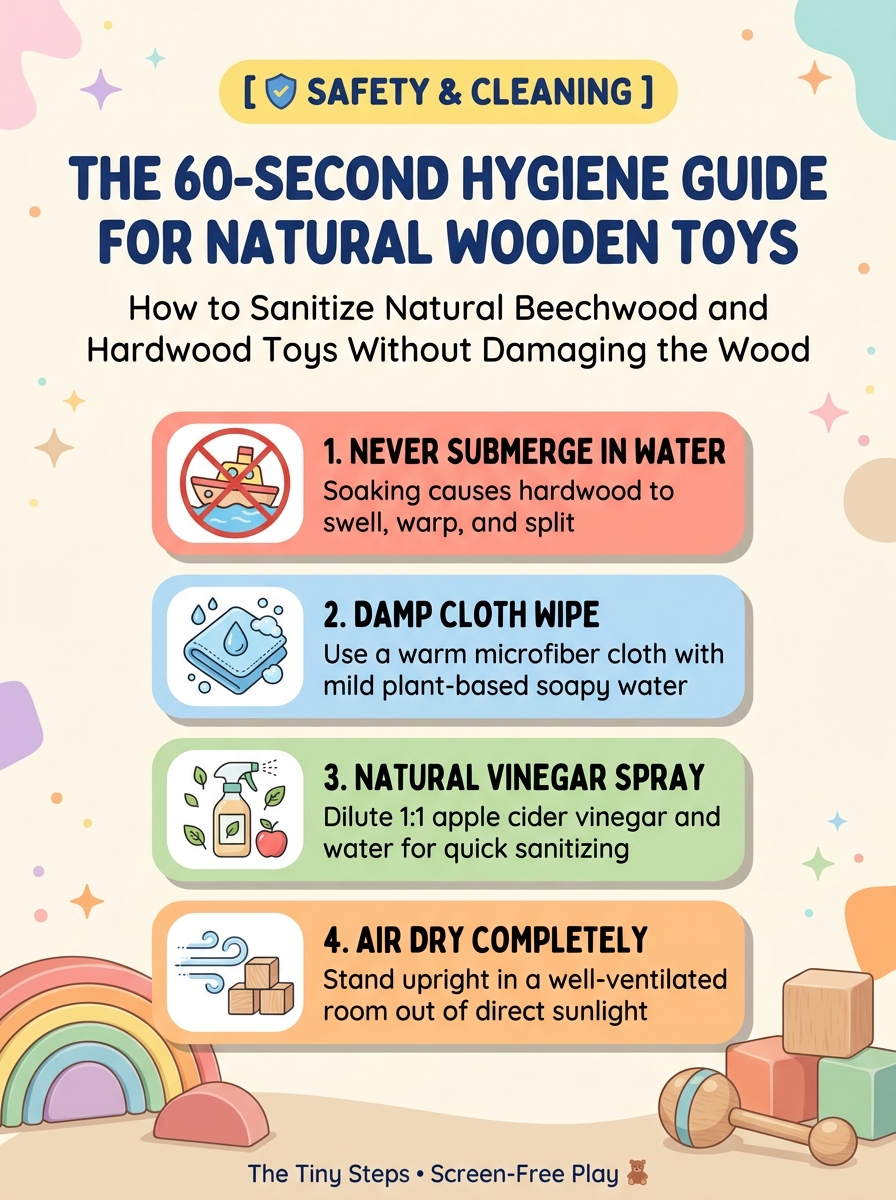 [ SAFETY & CLEANING ]
THE 60-SECOND HYGIENE GUIDE
FOR NATURAL WOODEN TOYS
How to Sanitize Natural Beechwood and
Hardwood Toys Without Damaging the Wood
1. NEVER SUBMERGE IN WATER
Soaking causes hardwood to
swell, warp, and split
2. DAMP CLOTH WIPE
Use a warm microfiber cloth with
mild plant-based soapy water
3. NATURAL VINEGAR SPRAY
Dilute 1:1 apple cider vinegar and
water for quick sanitizing
4. AIR DRY COMPLETELY
Stand upright in a well-ventilated
room out of direct sunlight
The Tiny Steps • Screen-Free Play